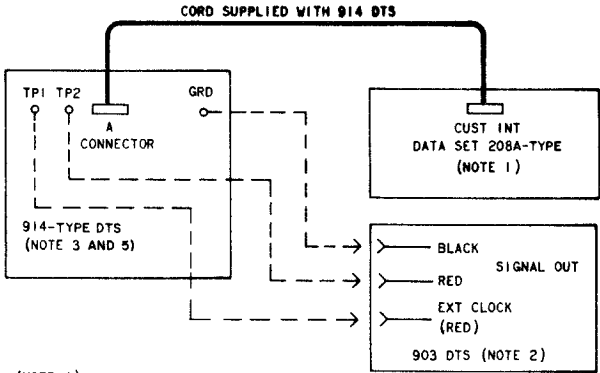 CORD SUPPLIED WITH 914 DTS
TP1 TP2
GRD
A
CONNECTOR
914-TYPE DTS
(NOTE 3 AND 5)
CUST INT
DATA SET 208A-TYPE
(NOTE 1)
BLACK
SIGNAL OUT
RED
EXT CLOCK
(RED)
903 DTS (NOTE 2)